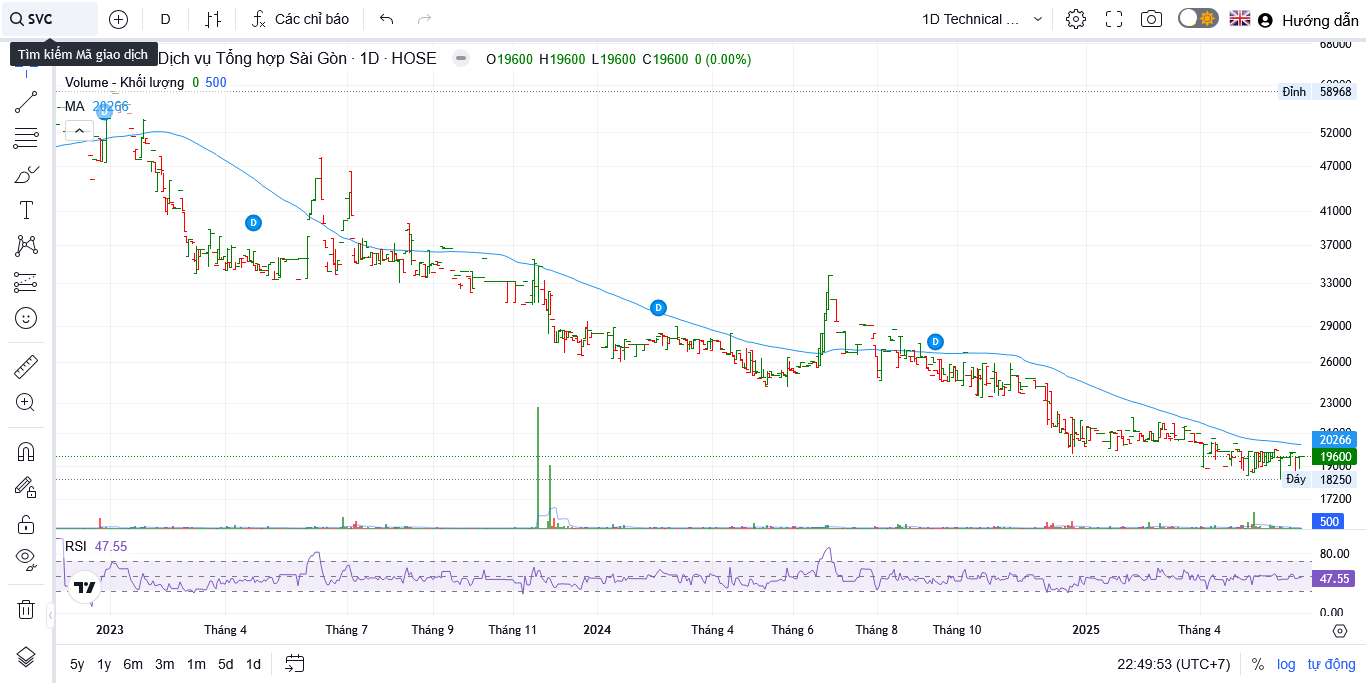 SVC
D
Các chỉ báo
1D Technical ...
Hướng dẫn
Tìm kiếm Mã giao dịch
Dịch vụ Tổng hợp Sài Gòn · 1D · HOSE
O19600 H19600 L19600 C19600 0 (0.00%)
Volume - Khối lượng 0 500
MA 20266
D
D
D
D
68000
Đỉnh 58968
52000
47000
41000
37000
33000
29000
26000
23000
20266
19600
19000
Đáy 18250
17200
500
RSI 47.55
80.00
47.55
0.00
2023 Tháng 4 Tháng 7 Tháng 9 Tháng 11 2024 Tháng 4 Tháng 6 Tháng 8 Tháng 10 2025 Tháng 4
5y 1y 6m 3m 1m 5d 1d
22:49:53 (UTC+7) % log tự động